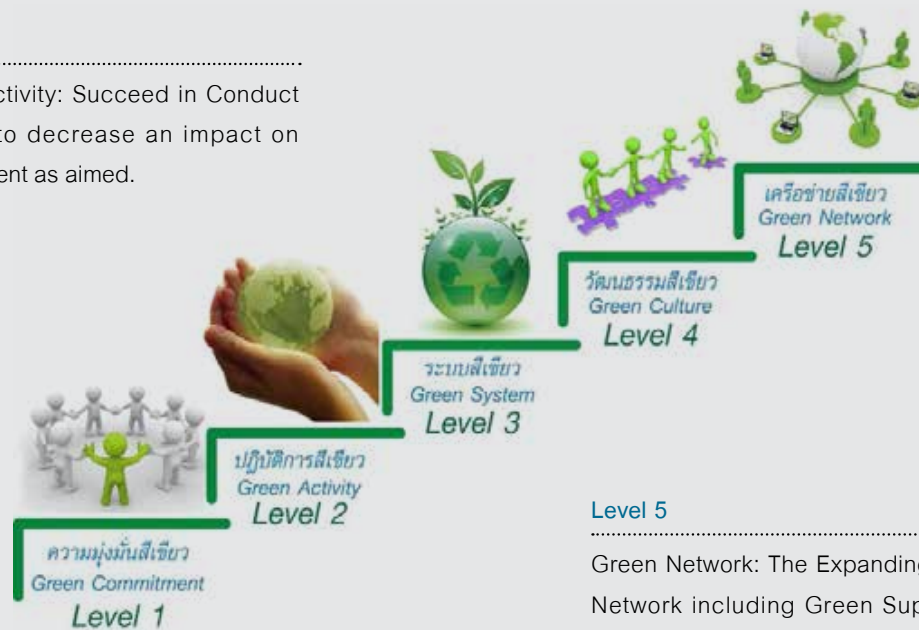 ctivity: Succeed in Conduct
to decrease an impact on
ent as aimed.
เครือข่ายสีเขียว
Green Network
Level 5
วัฒนธรรมสีเขียว
Green Culture
Level 4
ระบบสีเขียว
Green System
Level 3
ปฏิบัติการสีเขียว
Green Activity
Level 2
ความมุ่งมั่นสีเขียว
Green Commitment
Level 1
Level 5
Green Network: The Expanding
Network including Green Sup